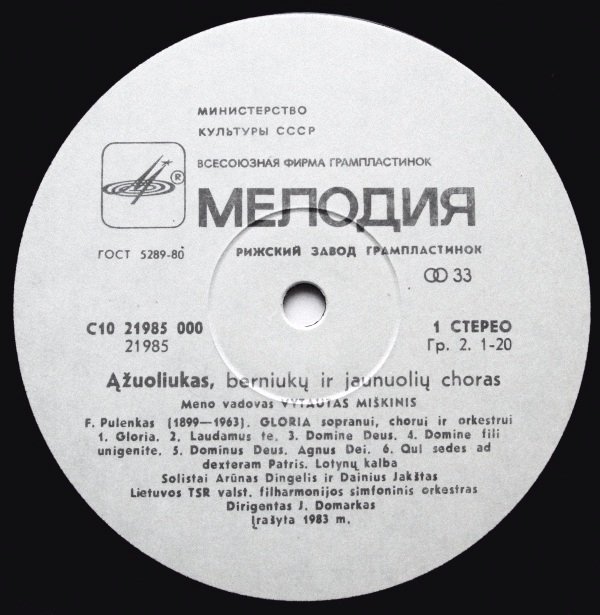 МИНИСТЕРСТВО
КУЛЬТУРЫ СССР
ВСЕСОЮЗНАЯ ФИРМА ГРАМПЛАСТИНОК
®
МЕЛОДИЯ
ГОСТ 5289-80
РИЖСКИЙ ЗАВОД ГРАМПЛАСТИНОК
33
С10 21985 000
1 СТЕРЕО
21985
Гр. 2. 1-20
Ąžuoliukas, berniukų ir jaunuolių choras
Meno vadovas VYTAUTAS MIŠKINIS
F. Pulenkas (1899—1963). GLORIA sopranui, chorui ir orkestrui
1. Gloria. 2. Laudamus te. 3. Domine Deus. 4. Domine fili
unigenite. 5. Dominus Deus, Agnus Dei. 6. Qui sedes ad
dexteram Patris. Lotynų kalba
Solistai Arūnas Dingelis ir Dainius Jakštas
Lietuvos TSR valst. filharmonijos simfoninis orkestras
Dirigentas J. Domarkas
Įrašyta 1983 m.